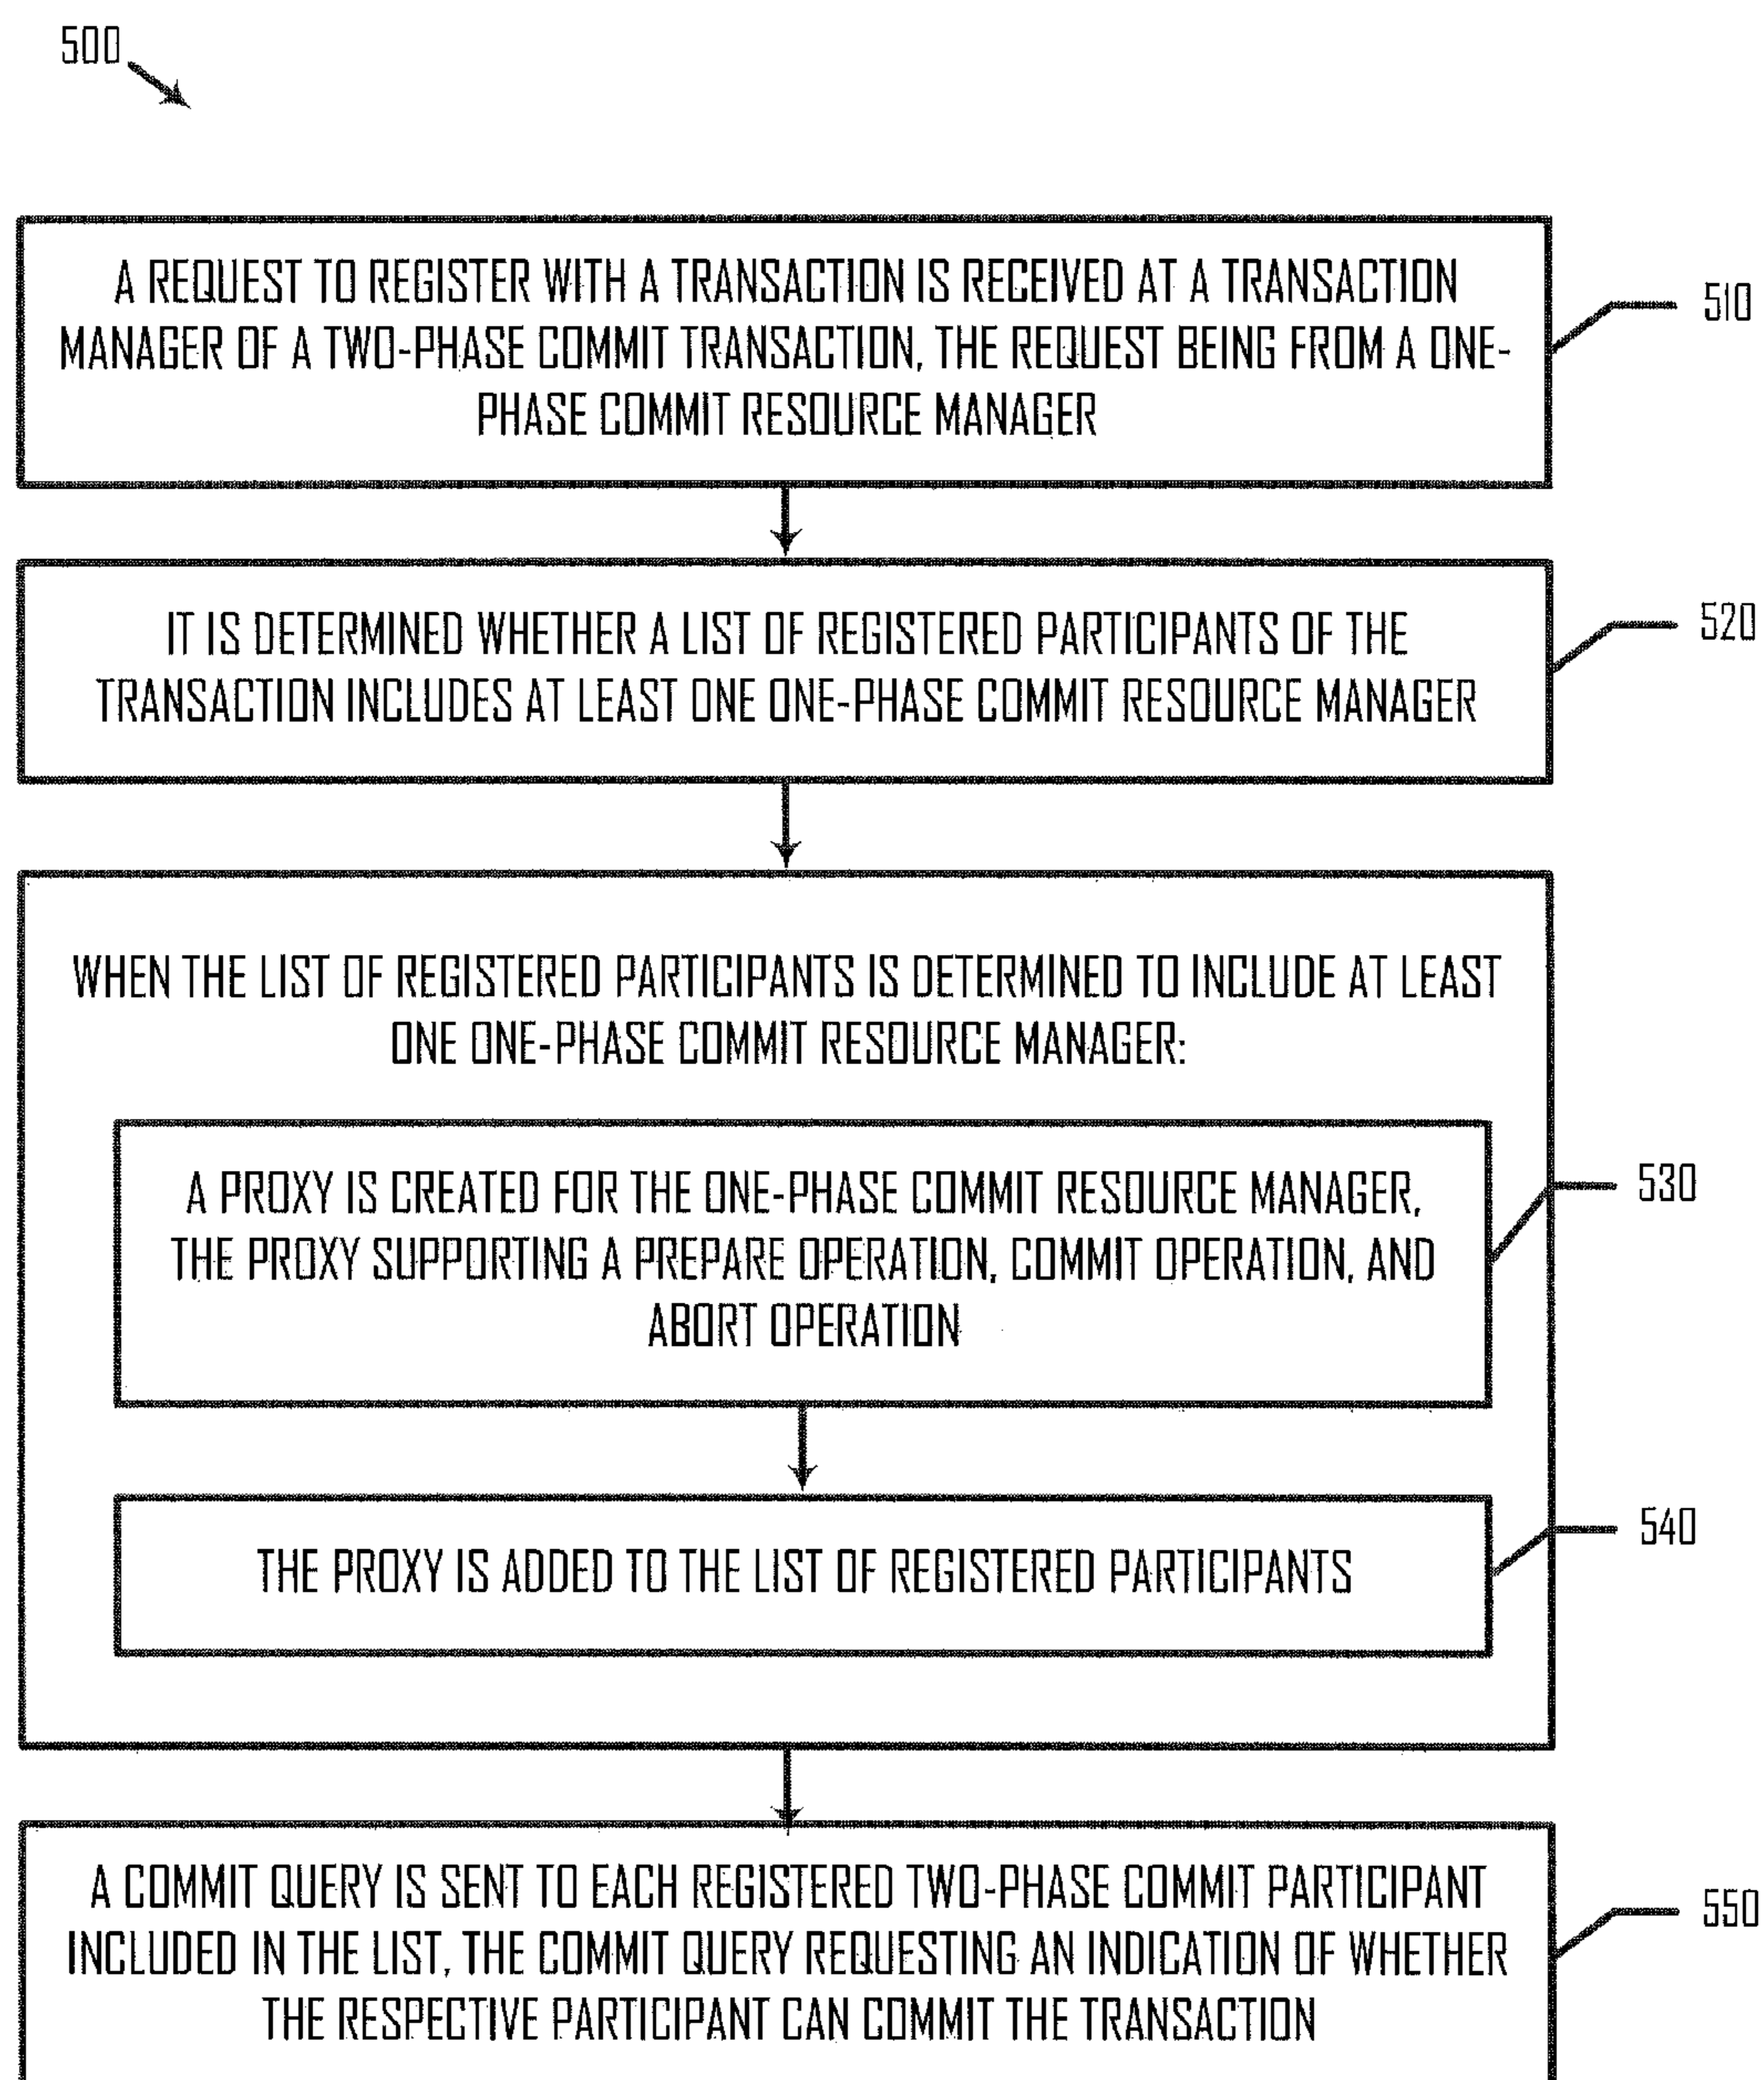 500
A REQUEST TO REGISTER WITH A TRANSACTION IS RECEIVED AT A TRANSACTION
MANAGER OF A TWO-PHASE COMMIT TRANSACTION, THE REQUEST BEING FROM A ONE-
PHASE COMMIT RESOURCE MANAGER
510
IT IS DETERMINED WHETHER A LIST OF REGISTERED PARTICIPANTS OF THE
TRANSACTION INCLUDES AT LEAST ONE ONE-PHASE COMMIT RESOURCE MANAGER
520
WHEN THE LIST OF REGISTERED PARTICIPANTS IS DETERMINED TO INCLUDE AT LEAST
ONE ONE-PHASE COMMIT RESOURCE MANAGER:
A PROXY IS CREATED FOR THE ONE-PHASE COMMIT RESOURCE MANAGER,
THE PROXY SUPPORTING A PREPARE OPERATION, COMMIT OPERATION, AND
ABORT OPERATION
530
THE PROXY IS ADDED TO THE LIST OF REGISTERED PARTICIPANTS
540
A COMMIT QUERY IS SENT TO EACH REGISTERED TWO-PHASE COMMIT PARTICIPANT
INCLUDED IN THE LIST, THE COMMIT QUERY REQUESTING AN INDICATION OF WHETHER
THE RESPECTIVE PARTICIPANT CAN COMMIT THE TRANSACTION
550